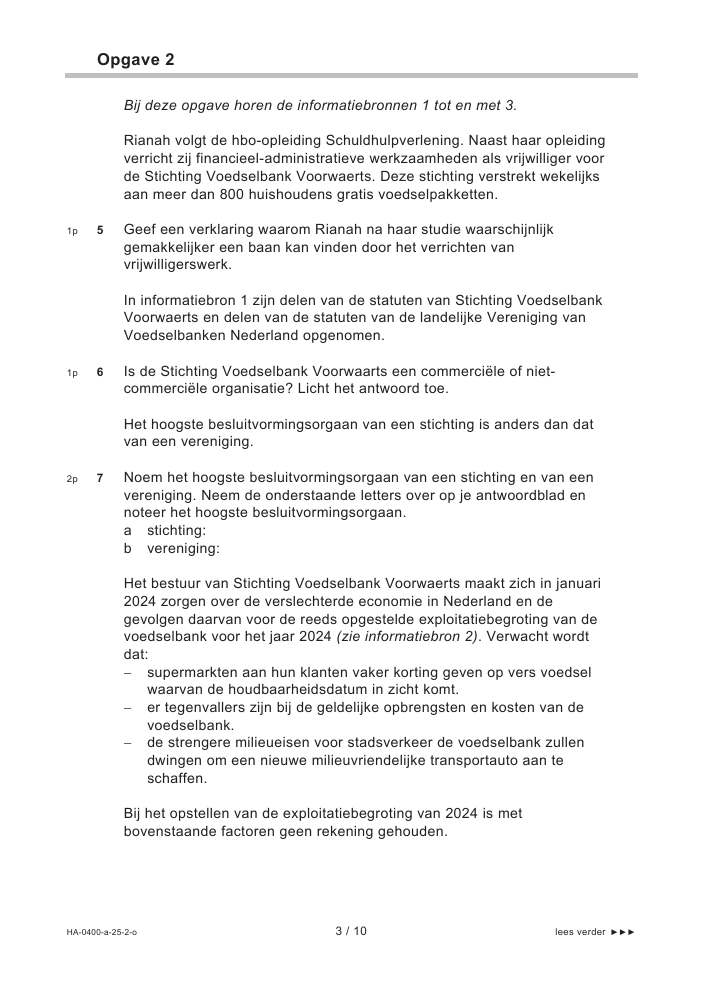 Opgave 2
Bij deze opgave horen de informatiebronnen 1 tot en met 3.
Rianah volgt de hbo-opleiding Schuldhulpverlening. Naast haar opleiding
verricht zij financieel-administratieve werkzaamheden als vrijwilliger voor
de Stichting Voedselbank Voorwaerts. Deze stichting verstrekt wekelijks
aan meer dan 800 huishoudens gratis voedselpakketten.
1p 5 Geef een verklaring waarom Rianah na haar studie waarschijnlijk
gemakkelijker een baan kan vinden door het verrichten van
vrijwilligerswerk.
In informatiebron 1 zijn delen van de statuten van Stichting Voedselbank
Voorwaerts en delen van de statuten van de landelijke Vereniging van
Voedselbanken Nederland opgenomen.
1p 6 Is de Stichting Voedselbank Voorwaarts een commerciële of niet-
commerciële organisatie? Licht het antwoord toe.
Het hoogste besluitvormingsorgaan van een stichting is anders dan dat
van een vereniging.
2p 7 Noem het hoogste besluitvormingsorgaan van een stichting en van een
vereniging. Neem de onderstaande letters over op je antwoordblad en
noteer het hoogste besluitvormingsorgaan.
a stichting:
b vereniging:
Het bestuur van Stichting Voedselbank Voorwaerts maakt zich in januari
2024 zorgen over de verslechterde economie in Nederland en de
gevolgen daarvan voor de reeds opgestelde exploitatiebegroting van de
voedselbank voor het jaar 2024 (zie informatiebron 2). Verwacht wordt
dat:
− supermarkten aan hun klanten vaker korting geven op vers voedsel
waarvan de houdbaarheidsdatum in zicht komt.
− er tegenvallers zijn bij de geldelijke opbrengsten en kosten van de
voedselbank.
− de strengere milieueisen voor stadsverkeer de voedselbank zullen
dwingen om een nieuwe milieuvriendelijke transportauto aan te
schaffen.
Bij het opstellen van de exploitatiebegroting van 2024 is met
bovenstaande factoren geen rekening gehouden.
HA-0400-a-25-2-o 3 / 10 lees verder ►►►